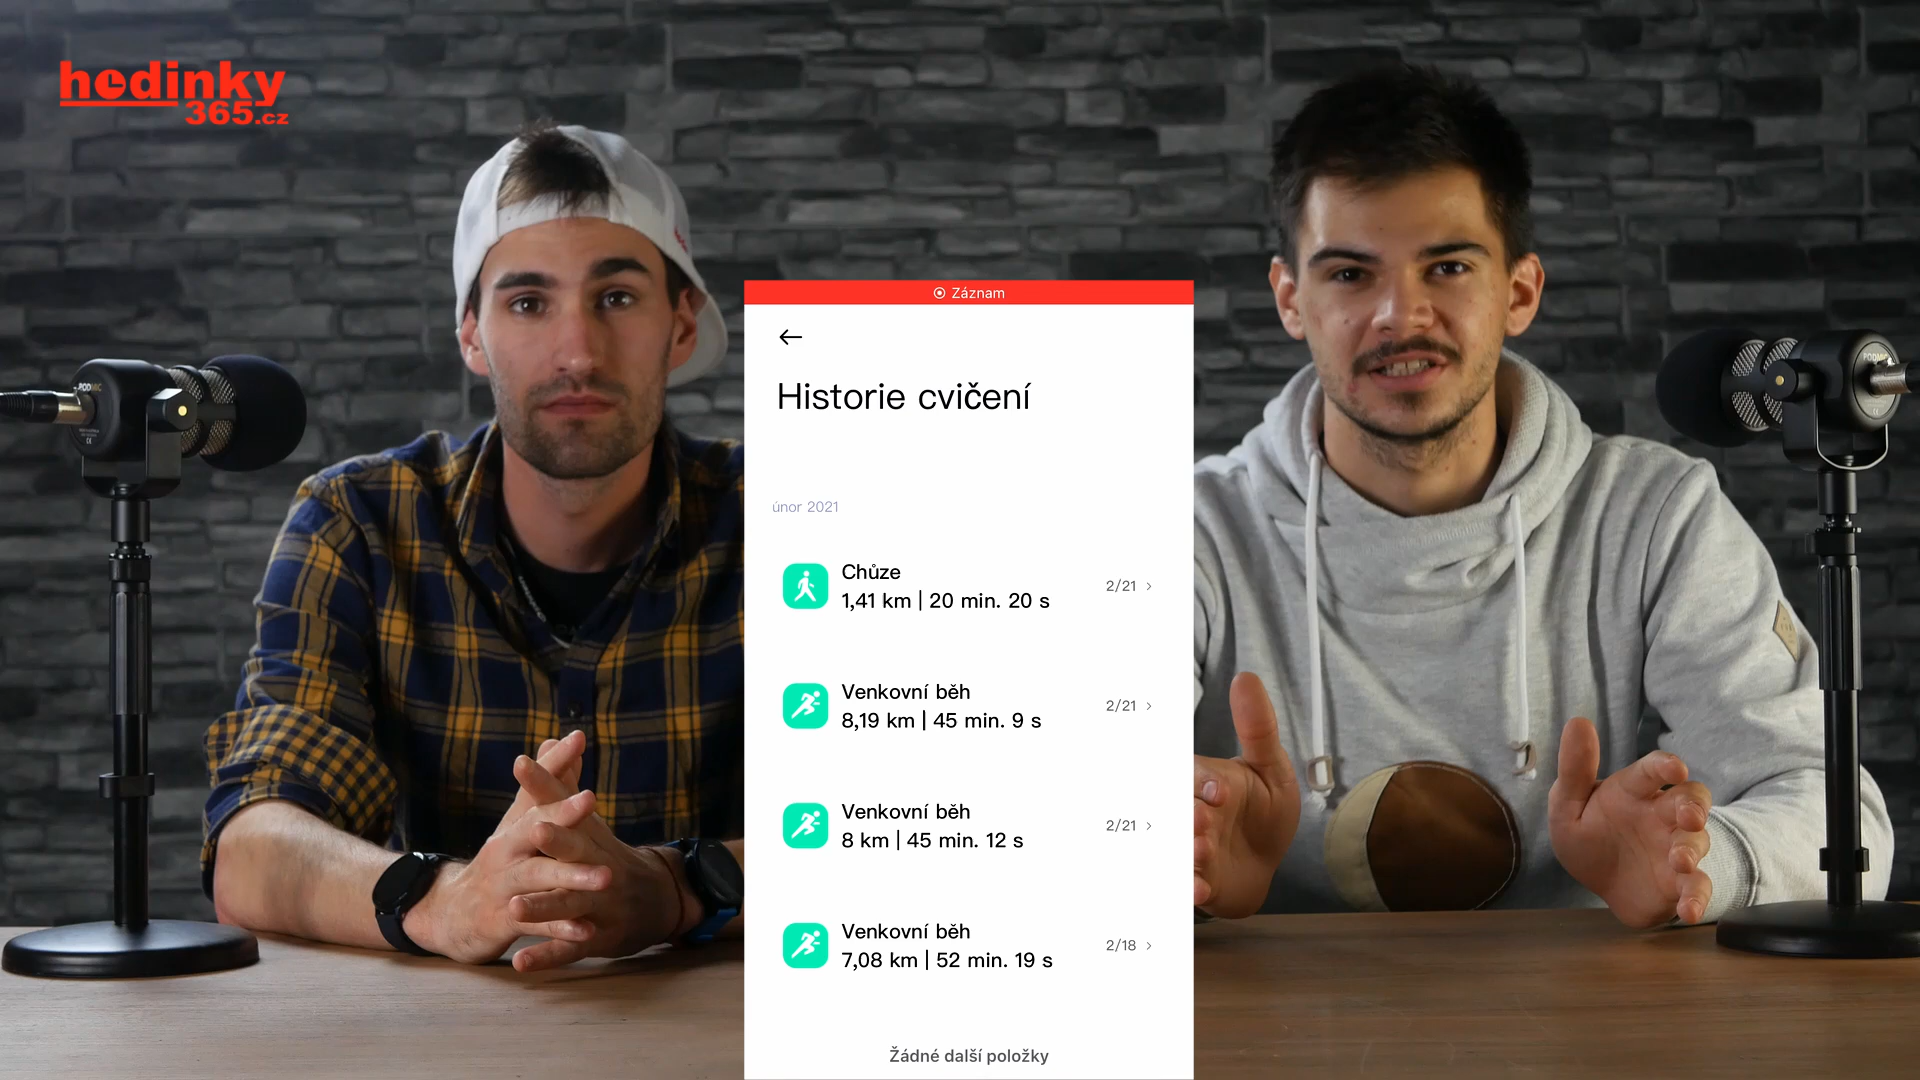 hodinky
365.cz
Záznam
Historie cvičení
únor 2021
Chůze
1,41 km | 20 min. 20 s
2/21
Venkovní běh
8,19 km | 45 min. 9 s
2/21
Venkovní běh
8 km | 45 min. 12 s
2/21
Venkovní běh
7,08 km | 52 min. 19 s
2/18
Žádné další položky
PODMIC
PODMIC